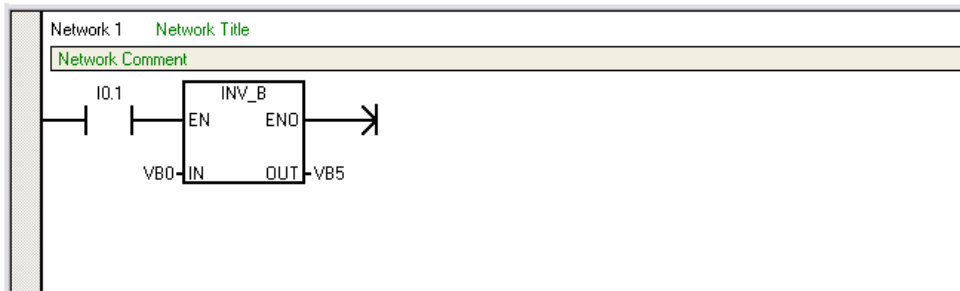 Network 1 Network Title
Network Comment
I0.1 INV_B
EN ENO
VB0 IN OUT VB5